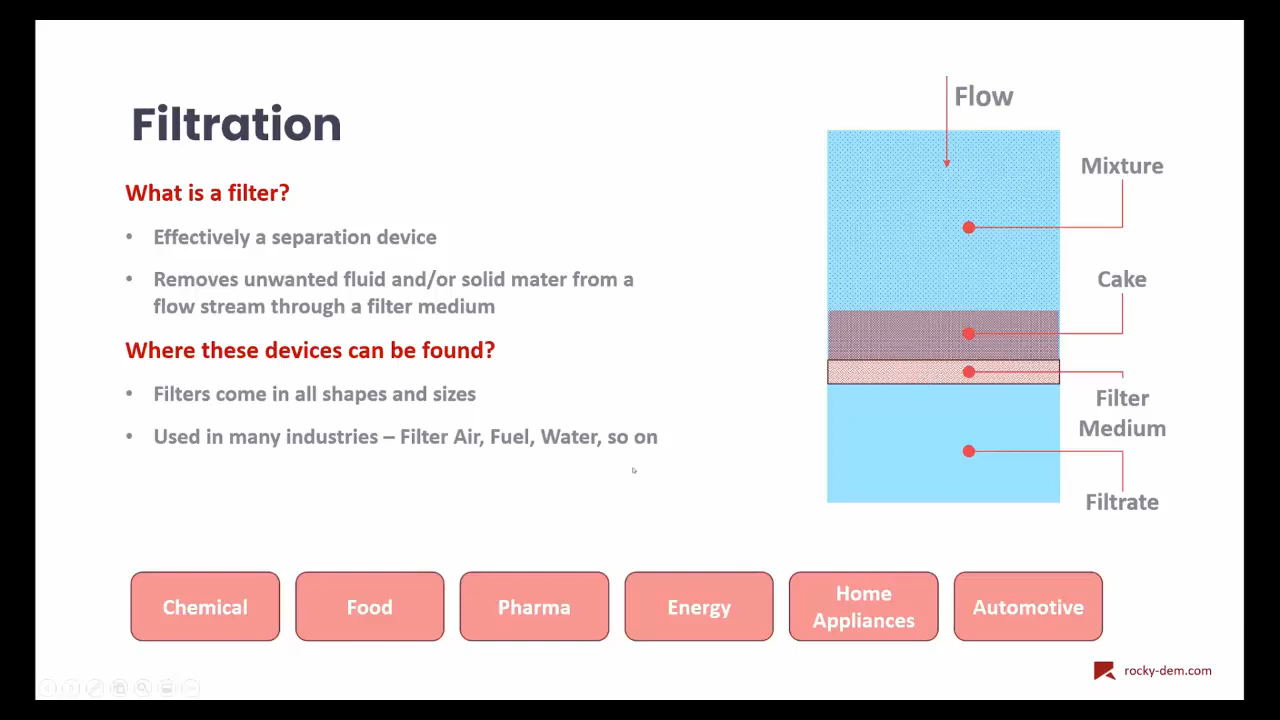 Filtration
What is a filter?
• Effectively a separation device
• Removes unwanted fluid and/or solid mater from a
flow stream through a filter medium
Where these devices can be found?
• Filters come in all shapes and sizes
• Used in many industries – Filter Air, Fuel, Water, so on
Flow
Mixture
Cake
Filter
Medium
Filtrate
Chemical
Food
Pharma
Energy
Home
Appliances
Automotive
rocky-dem.com